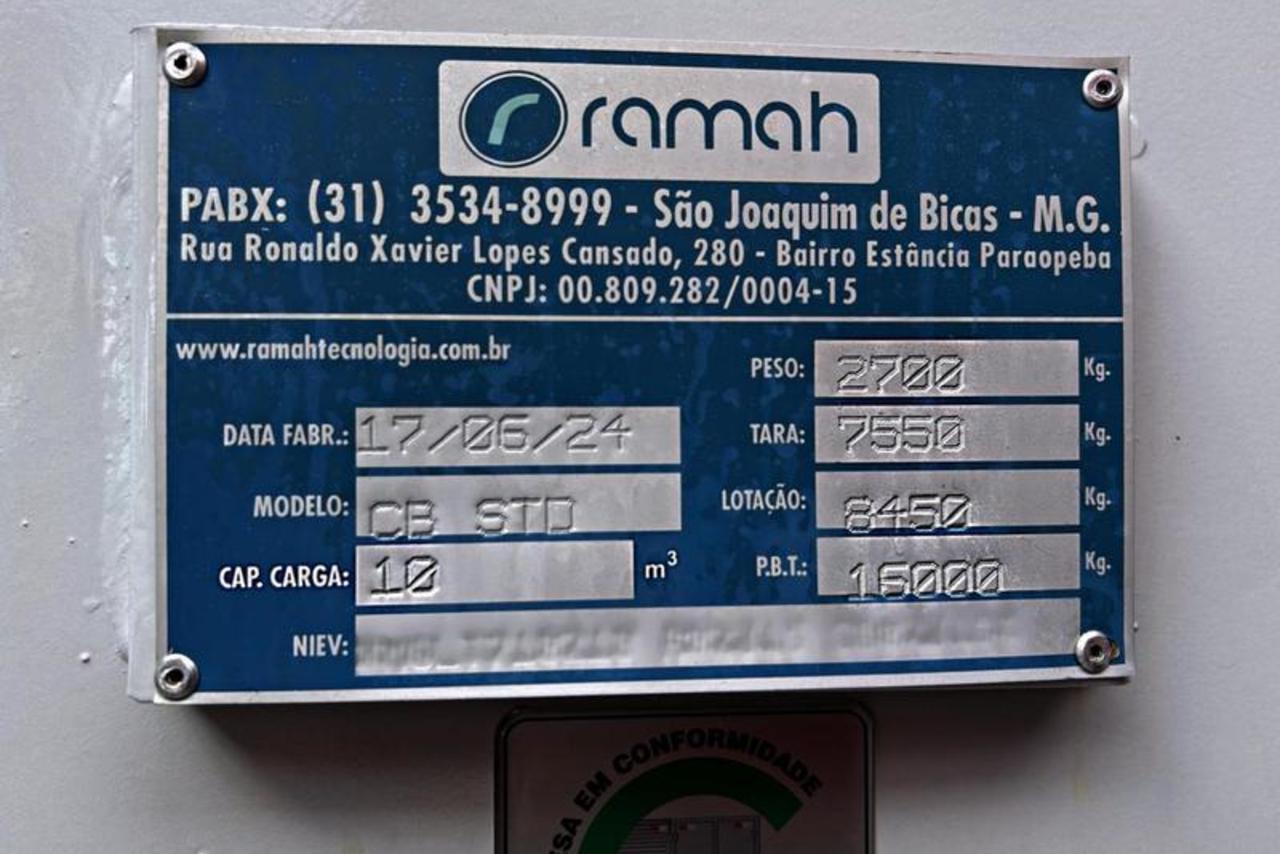 ramah
PABX: (31) 3534-8999 - São Joaquim de Bicas - M.G.
Rua Ronaldo Xavier Lopes Cansado, 280 - Bairro Estância Paraopeba
CNPJ: 00.809.282/0004-15
www.ramahtecnologia.com.br
PESO: 2700 Kg.
DATA FABR.: 17/06/24
TARA: 7550 Kg.
MODELO: CB STD
LOTAÇÃO: 8450 Kg.
CAP. CARGA: 10 m³
P.B.T.: 16000 Kg.
NIEV:
EM CONFORMIDADE